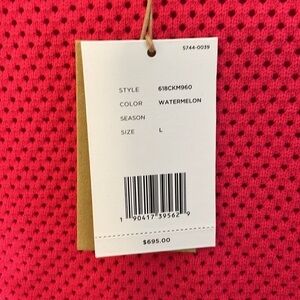 5744-0039
STYLE 618CKM960
COLOR WATERMELON
SEASON
SIZE L
1 90417 39562 9
$695.00